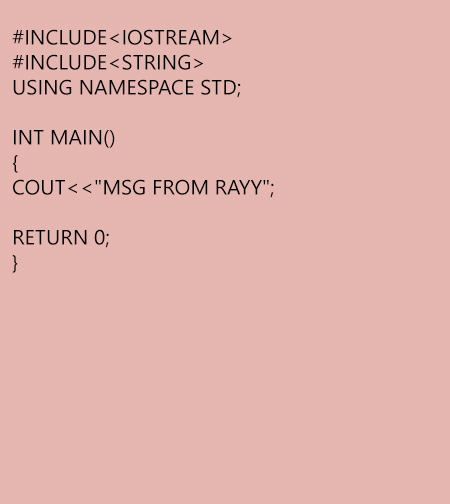 #INCLUDE<IOSTREAM>
#INCLUDE<STRING>
USING NAMESPACE STD;
INT MAIN()
{
COUT<<"MSG FROM RAYY";
RETURN 0;
}